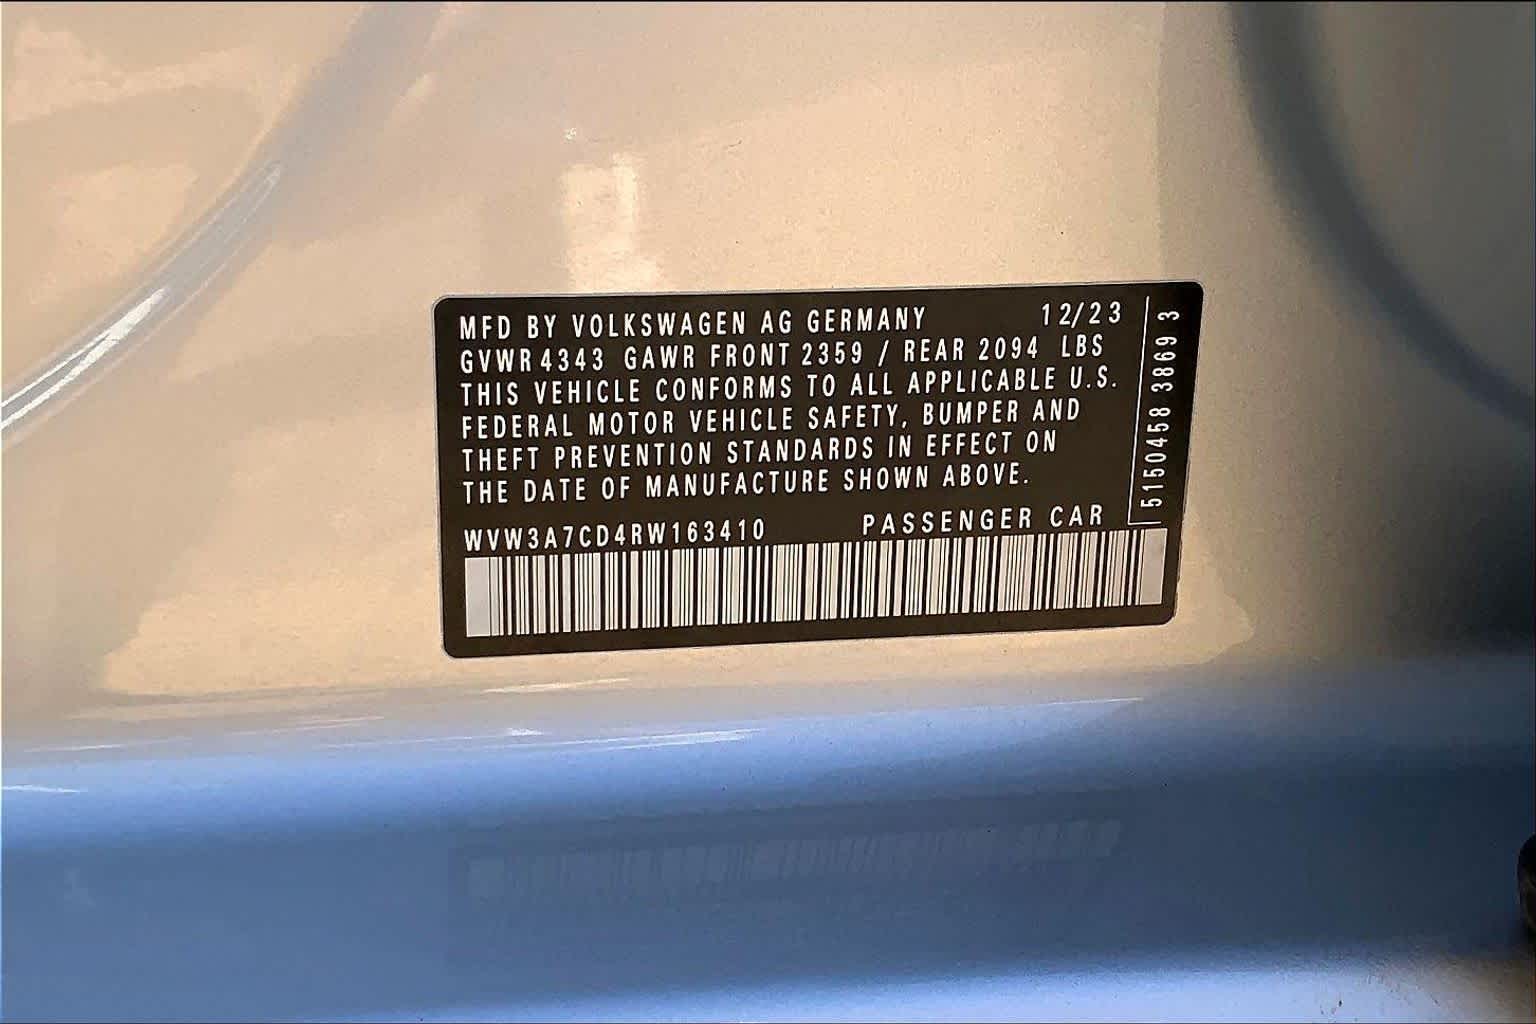 MFD BY VOLKSWAGEN AG GERMANY 12/23
GVWR 4343 GAWR FRONT 2359 / REAR 2094 LBS
THIS VEHICLE CONFORMS TO ALL APPLICABLE U.S.
FEDERAL MOTOR VEHICLE SAFETY, BUMPER AND
THEFT PREVENTION STANDARDS IN EFFECT ON
THE DATE OF MANUFACTURE SHOWN ABOVE.
WVW3A7CD4RW163410 PASSENGER CAR
5150458 3869 3